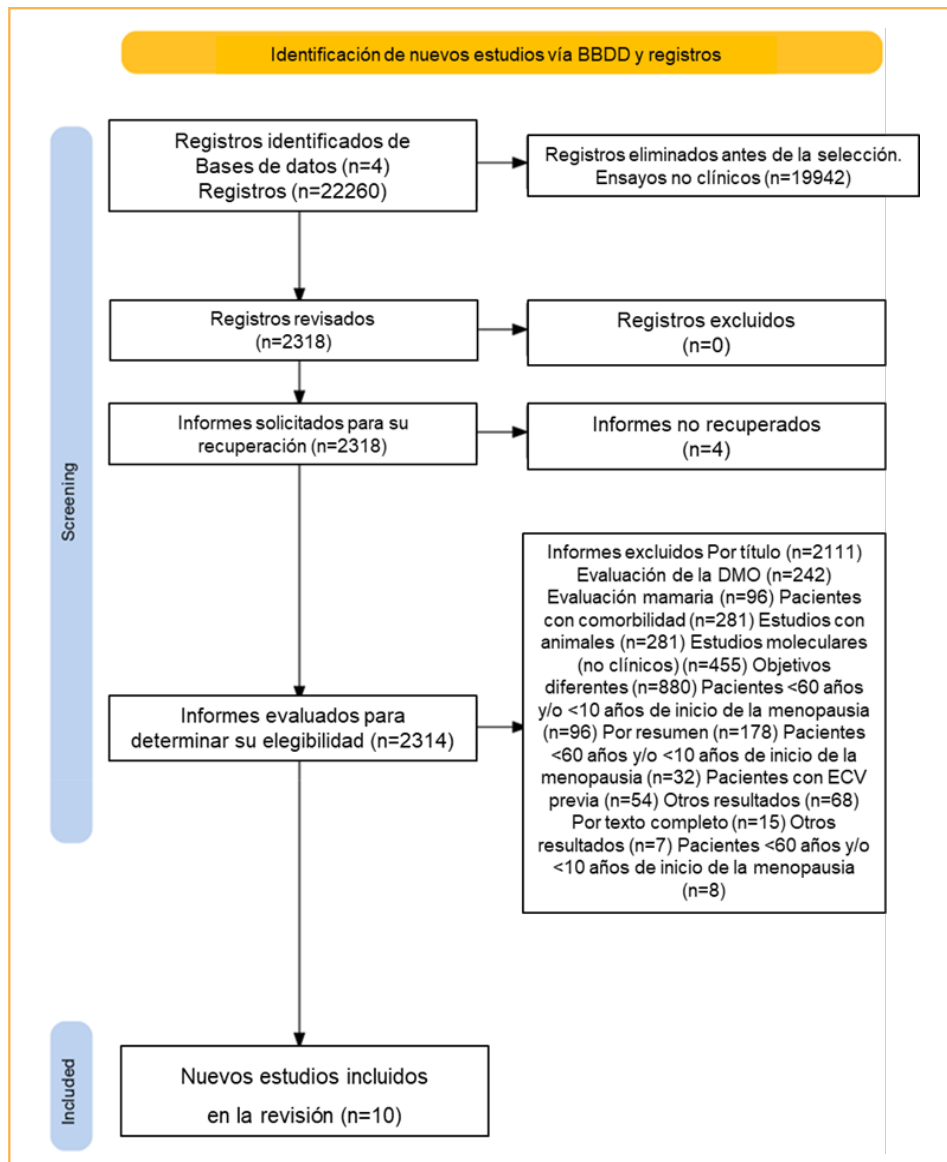 Identificación de nuevos estudios vía BBDD y registros
Registros identificados de
Bases de datos (n=4)
Registros (n=22260)
Registros eliminados antes de la selección.
Ensayos no clínicos (n=19942)
Registros revisados
(n=2318)
Registros excluidos
(n=0)
Informes solicitados para su
recuperación (n=2318)
Informes no recuperados
(n=4)
Screening
Informes evaluados para
determinar su elegibilidad (n=2314)
Informes excluidos Por título (n=2111)
Evaluación de la DMO (n=242)
Evaluación mamaria (n=96) Pacientes
con comorbilidad (n=281) Estudios con
animales (n=281) Estudios moleculares
(no clínicos) (n=455) Objetivos
diferentes (n=880) Pacientes <60 años
y/o <10 años de inicio de la menopausia
(n=96) Por resumen (n=178) Pacientes
<60 años y/o <10 años de inicio de la
menopausia (n=32) Pacientes con ECV
previa (n=54) Otros resultados (n=68)
Por texto completo (n=15) Otros
resultados (n=7) Pacientes <60 años y/o
<10 años de inicio de la menopausia
(n=8)
Included
Nuevos estudios incluidos
en la revisión (n=10)